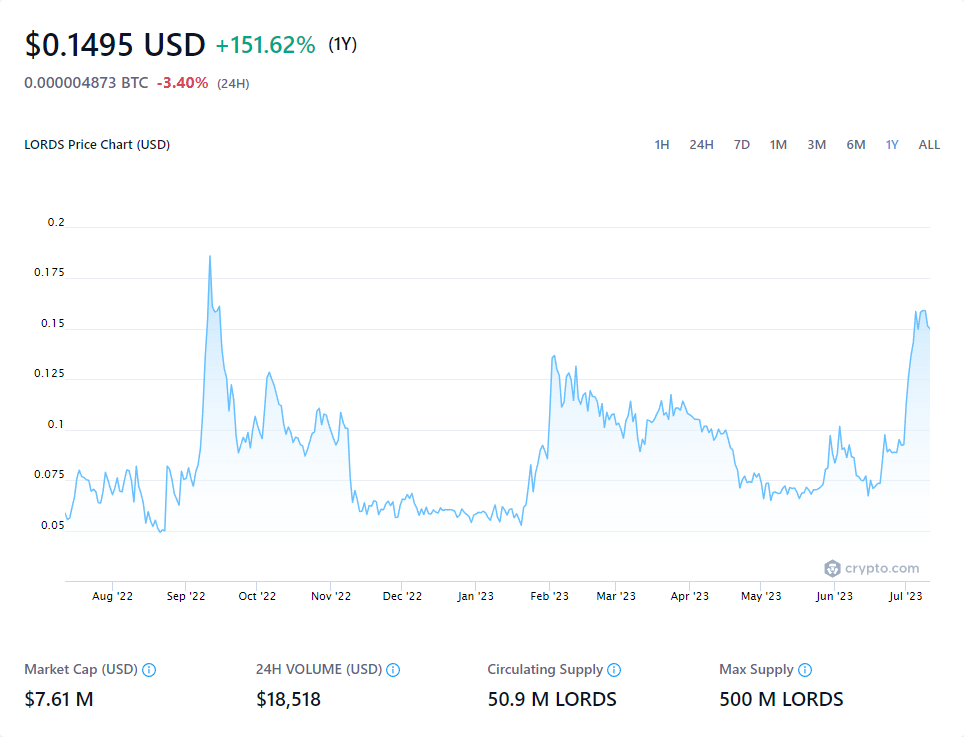 $0.1495 USD +151.62% (1Y)
0.000004873 BTC -3.40% (24H)
LORDS Price Chart (USD) 1H 24H 7D 1M 3M 6M 1Y ALL
0.2
0.175
0.15
0.125
0.1
0.075
0.05
crypto.com
Aug '22 Sep '22 Oct '22 Nov '22 Dec '22 Jan '23 Feb '23 Mar '23 Apr '23 May '23 Jun '23 Jul '23
Market Cap (USD) 24H VOLUME (USD) Circulating Supply Max Supply
$7.61 M $18,518 50.9 M LORDS 500 M LORDS